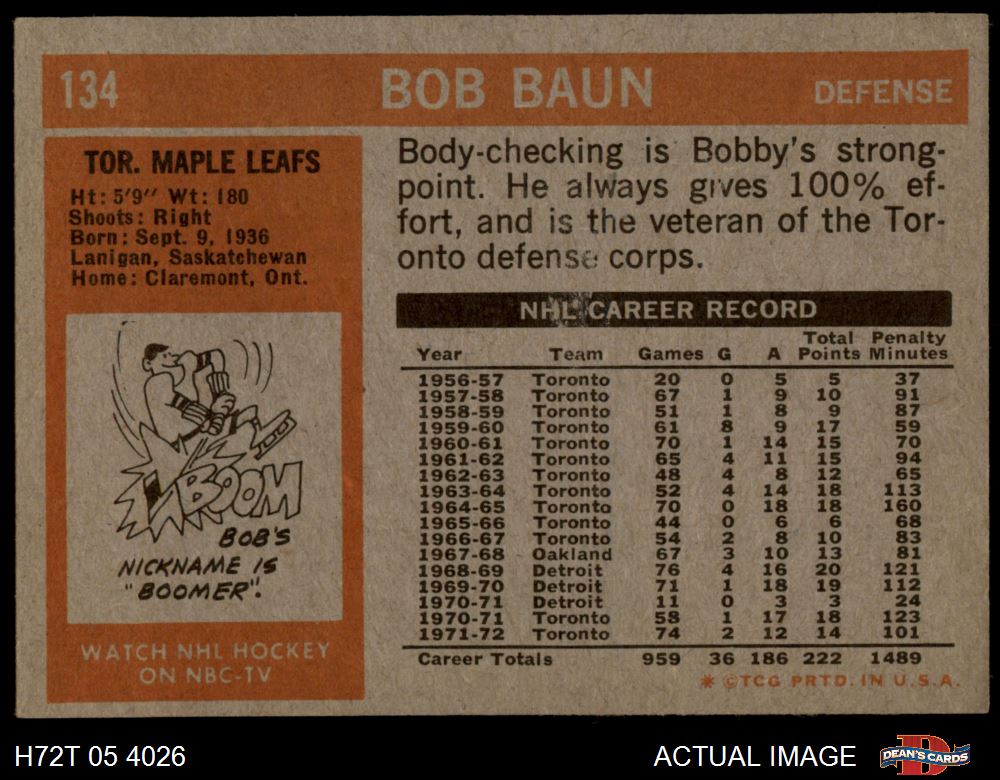 134 BOB BAUN DEFENSE
TOR. MAPLE LEAFS
Ht: 5'9" Wt: 180
Shoots: Right
Born: Sept. 9, 1936
Lanigan, Saskatchewan
Home: Claremont, Ont.
BOOM
BOB'S
NICKNAME IS
"BOOMER".
WATCH NHL HOCKEY
ON NBC-TV
Body-checking is Bobby's strong-
point. He always gives 100% ef-
fort, and is the veteran of the Tor-
onto defense corps.
NHL CAREER RECORD
Total Penalty
Year Team Games G A Points Minutes
1956-57 Toronto 20 0 5 5 37
1957-58 Toronto 67 1 9 10 91
1958-59 Toronto 51 1 8 9 87
1959-60 Toronto 61 8 9 17 59
1960-61 Toronto 70 1 14 15 70
1961-62 Toronto 65 4 11 15 94
1962-63 Toronto 48 4 8 12 65
1963-64 Toronto 52 4 14 18 113
1964-65 Toronto 70 0 18 18 160
1965-66 Toronto 44 0 6 6 68
1966-67 Toronto 54 2 8 10 83
1967-68 Oakland 67 3 10 13 81
1968-69 Detroit 76 4 16 20 121
1969-70 Detroit 71 1 18 19 112
1970-71 Detroit 11 0 3 3 24
1970-71 Toronto 58 1 17 18 123
1971-72 Toronto 74 2 12 14 101
Career Totals 959 36 186 222 1489
* ©TCG PRTD. IN U.S.A.
H72T 05 4026 ACTUAL IMAGE DEAN'S CARDS